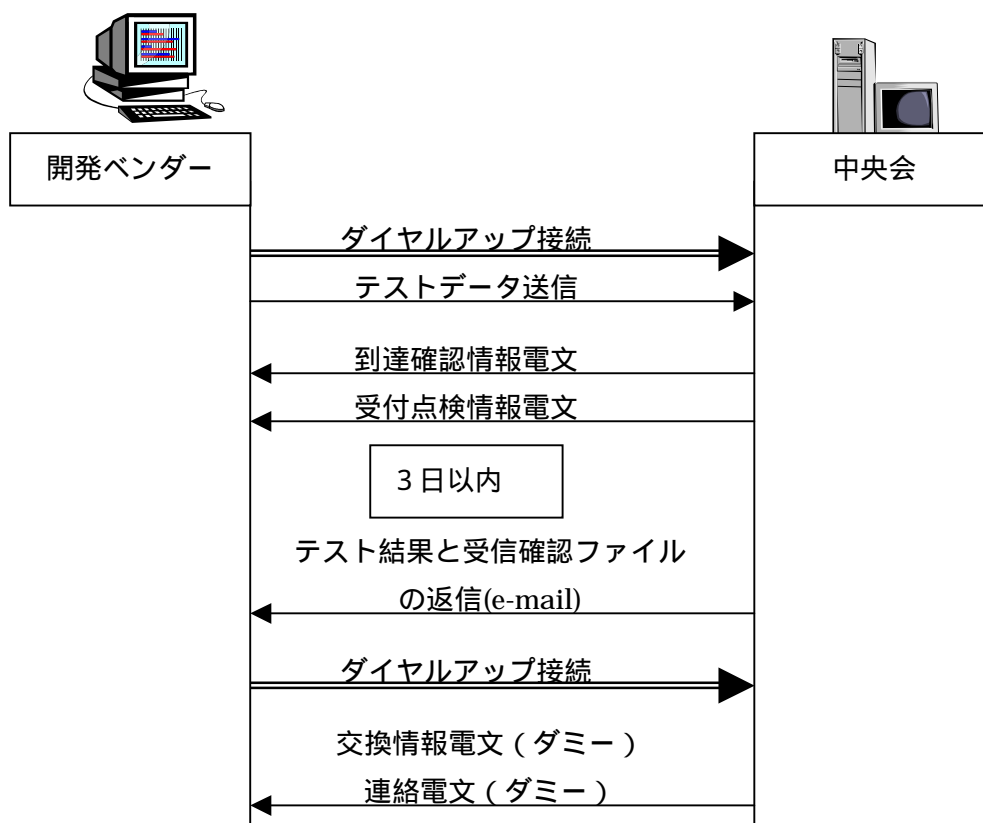 開発ベンダー
中央会
ダイヤルアップ接続
テストデータ送信
到達確認情報電文
受付点検情報電文
３日以内
テスト結果と受信確認ファイル
の返信(e-mail)
ダイヤルアップ接続
交換情報電文（ダミー）
連絡電文（ダミー）